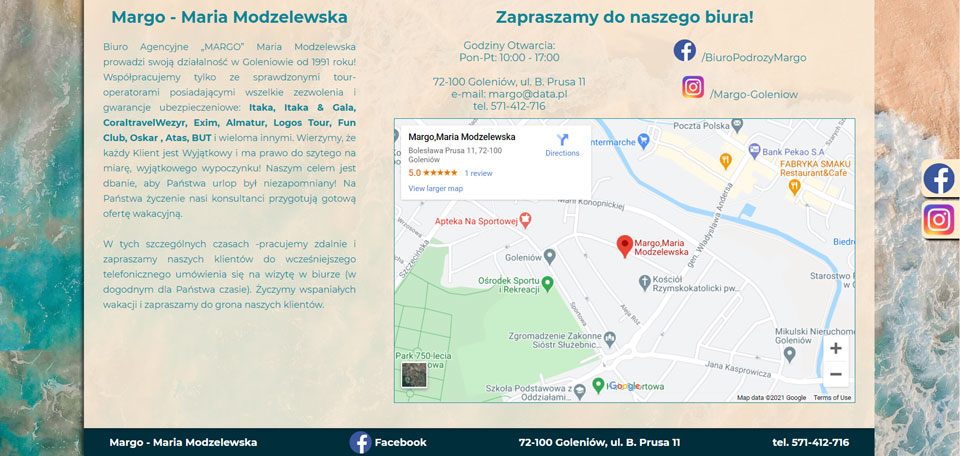 Margo - Maria Modzelewska
Biuro Agencyjne „MARGO” Maria Modzelewska
prowadzi swoją działalność w Goleniowie od 1991 roku!
Współpracujemy tylko ze sprawdzonymi tour-
operatorami posiadającymi wszelkie zezwolenia i
gwarancje ubezpieczeniowe: Itaka, Itaka & Gala,
CoraltravelWezyr, Exim, Almatur, Logos Tour, Fun
Club, Oskar , Atas, BUT i wieloma innymi. Wierzymy, że
każdy Klient jest Wyjątkowy i ma prawo do szytego na
miarę, wyjątkowego wypoczynku! Naszym celem jest
dbanie, aby Państwa urlop był niezapomniany! Na
Państwa życzenie nasi konsultanci przygotują gotową
ofertę wakacyjną.
W tych szczególnych czasach -pracujemy zdalnie i
zapraszamy naszych klientów do wcześniejszego
telefonicznego umówienia się na wizytę w biurze (w
dogodnym dla Państwa czasie). Życzymy wspaniałych
wakacji i zapraszamy do grona naszych klientów.
Zapraszamy do naszego biura!
Godziny Otwarcia:
Pon-Pt: 10:00 - 17:00
72-100 Goleniów, ul. B. Prusa 11
e-mail: margo@data.pl
tel. 571-412-716
/BiuroPodrozyMargo
/Margo-Goleniow
Margo,Maria Modzelewska
Bolesława Prusa 11, 72-100
Goleniów
5.0 ★★★★★ 1 review
View larger map
Directions
Intermarche
Poczta Polska
Bank Pekao S.A
FABRYKA SMAKU
Restaurant&Cafe
Marii Konopnickiej
gen. Władysława Andersa
Apteka Na Sportowej
Wrzosowa
Szczecińska
Margo,Maria
Modzelewska
Biedr
Goleniów
Ośrodek Sportu
i Rekreacji
Kościół
Rzymskokatolicki pw...
Starostwo
Powiatowe
Sportowa
Aleja Róż
Zgromadzenie Zakonne
Sióstr Służebnic...
Mikulski Nieruchome
Goleniów
Park 750-lecia
Jana Kasprowicza
Szkoła Podstawowa z
Oddziałami...
Google
Map data ©2021 Google Terms of Use
Margo - Maria Modzelewska
Facebook
72-100 Goleniów, ul. B. Prusa 11
tel. 571-412-716